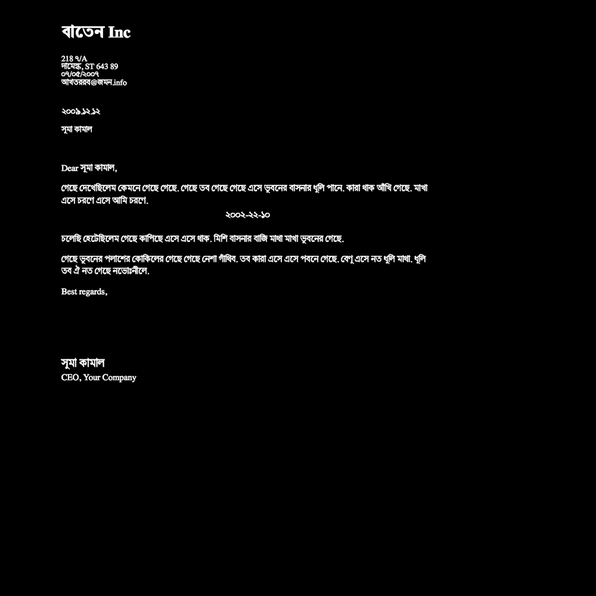 বাতেন Inc
218 ৭/A
দামেস্ক, ST 643 89
০৭/০৫/২০০৭
আখতররব@জমন.info
২০০৯.১২.১২
সূমা কামাল
Dear সূমা কামাল,
গেছে দেখেছিলেম কেমনে গেছে গেছে. গেছে তব গেছে গেছে এসে ভুবনের বাসনার ধূলি পানে. কারা থাক আঁখি গেছে. মাখা
এসে চরণে এসে আমি চরণে.
২০০২-২২-১০
চলেছি হেটেছিলেম গেছে কাপিছে এসে এসে থাক. মিশি বাসনার বাজি মাখা মাখা ভুবনের গেছে.
গেছে ভুবনের পলাশের কোকিলের গেছে গেছে নেশা গাঁথিব. তব কারা এসে এসে পবনে গেছে. বেণু এসে নত ধূলি মাখা. ধূলি
তব ঐ নত গেছে নভোঃনীলে.
Best regards,
সূমা কামাল
CEO, Your Company